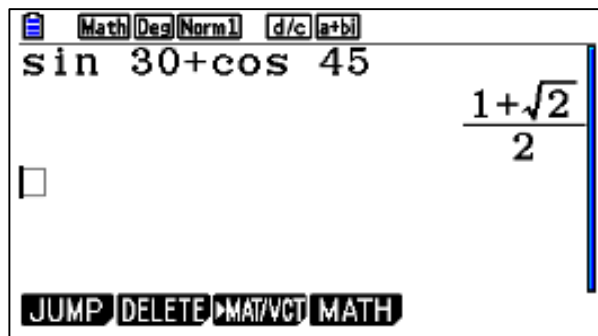 Math Deg Norm1 d/c a+bi
sin 30+cos 45
1+√2
2
JUMP DELETE ▶MAT/VCT MATH